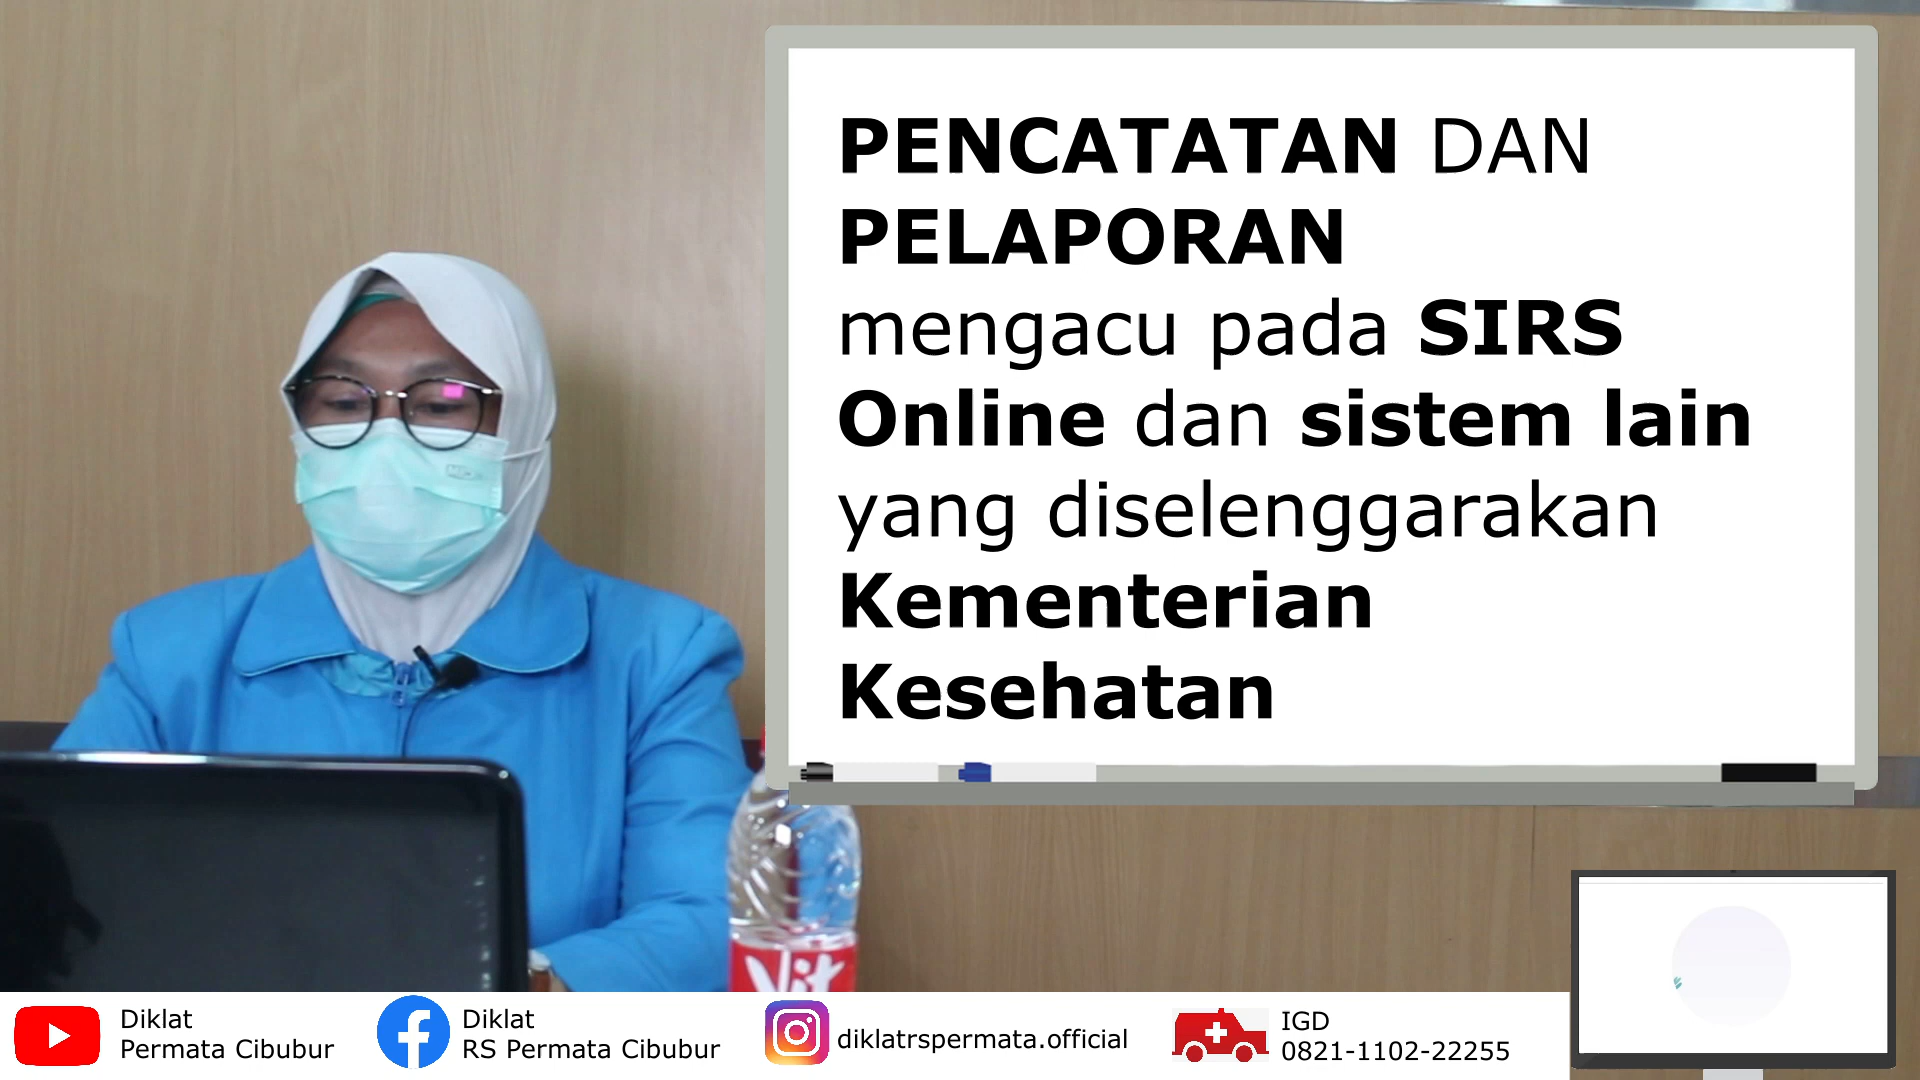 PENCATATAN DAN
PELAPORAN
mengacu pada SIRS
Online dan sistem lain
yang diselenggarakan
Kementerian
Kesehatan
Vit
Diklat
Permata Cibubur
Diklat
RS Permata Cibubur
diklatrspermata.official
IGD
0821-1102-22255